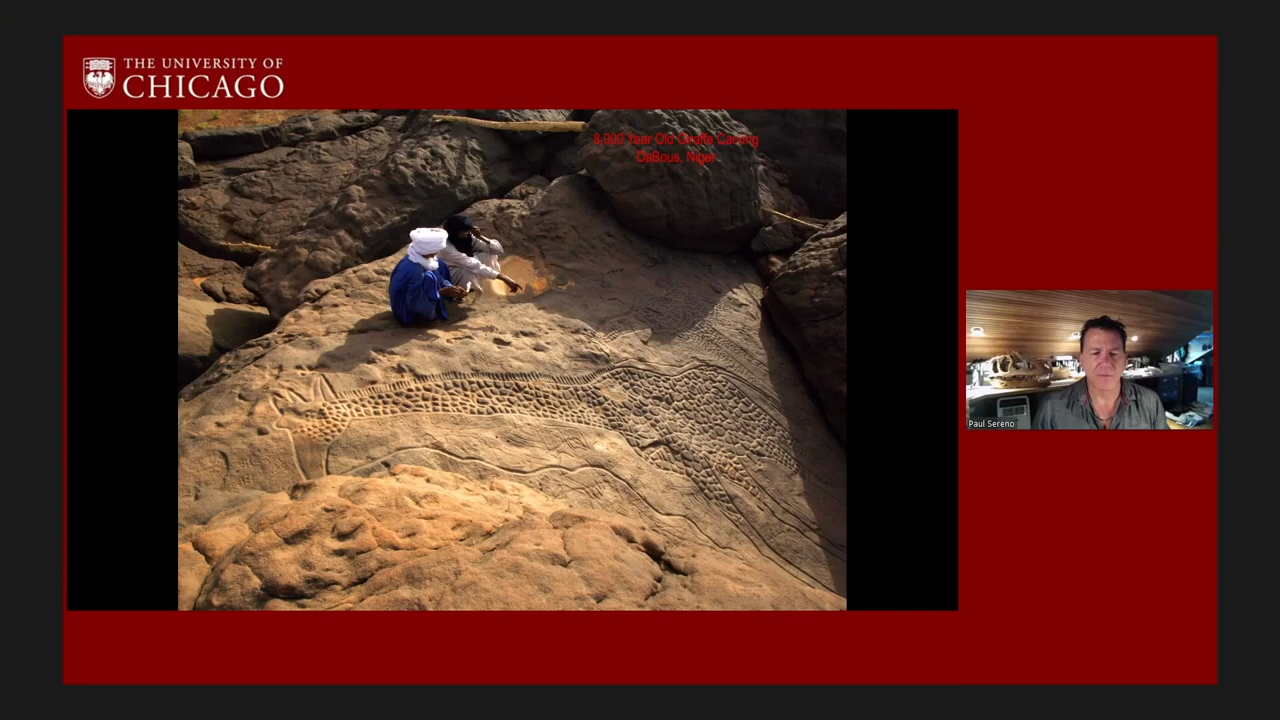 THE UNIVERSITY OF
CHICAGO
8,000 Year Old Giraffe Carving
DaBous, Niger
Paul Sereno